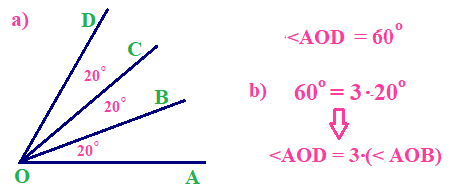 a)
D
C
20°
B
20°
20°
O
A
<AOD = 60°
b) 60° = 3·20°
<AOD = 3·(< AOB)